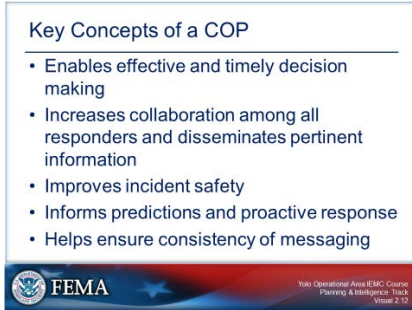 Key Concepts of a COP
• Enables effective and timely decision
making
• Increases collaboration among all
responders and disseminates pertinent
information
• Improves incident safety
• Informs predictions and proactive response
• Helps ensure consistency of messaging
FEMA
Yolo Operational Area IEMC Course
Planning & Intelligence Track
Visual 2.12